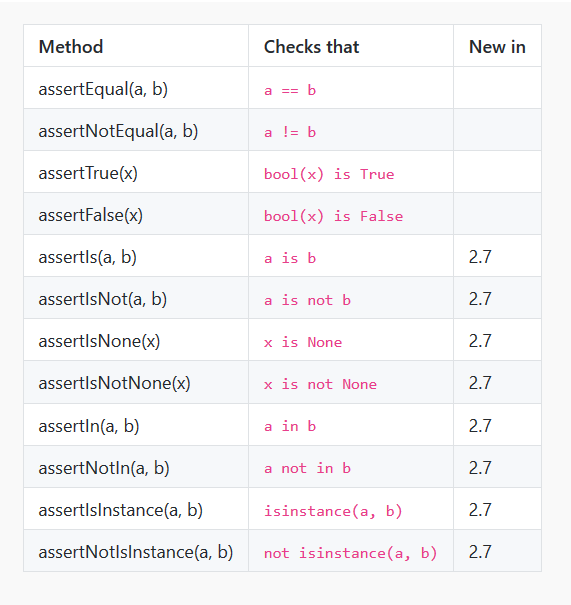 Method Checks that New in
assertEqual(a, b) a == b
assertNotEqual(a, b) a != b
assertTrue(x) bool(x) is True
assertFalse(x) bool(x) is False
assertIs(a, b) a is b 2.7
assertIsNot(a, b) a is not b 2.7
assertIsNone(x) x is None 2.7
assertIsNotNone(x) x is not None 2.7
assertIn(a, b) a in b 2.7
assertNotIn(a, b) a not in b 2.7
assertIsInstance(a, b) isinstance(a, b) 2.7
assertNotIsInstance(a, b) not isinstance(a, b) 2.7